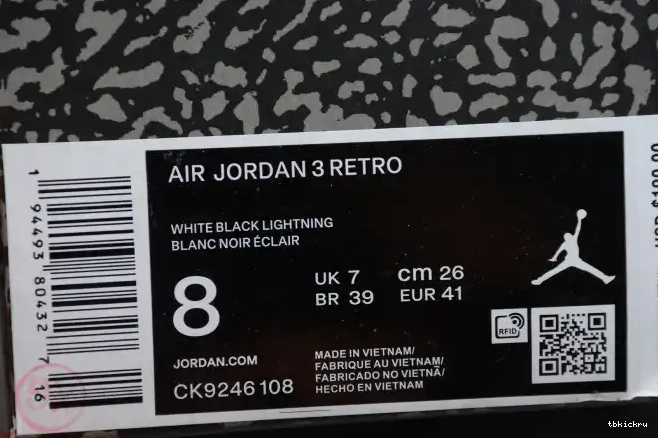 AIR JORDAN 3 RETRO
WHITE BLACK LIGHTNING
BLANC NOIR ÉCLAIR
8
UK 7
cm 26
BR 39
EUR 41
JORDAN.COM
CK9246 108
MADE IN VIETNAM/
FABRIQUE AU VIETNAM/
FABRICADO NO VIETNÃ/
HECHO EN VIETNAM
RFID
1 94493 80432 7 16
tbkickru